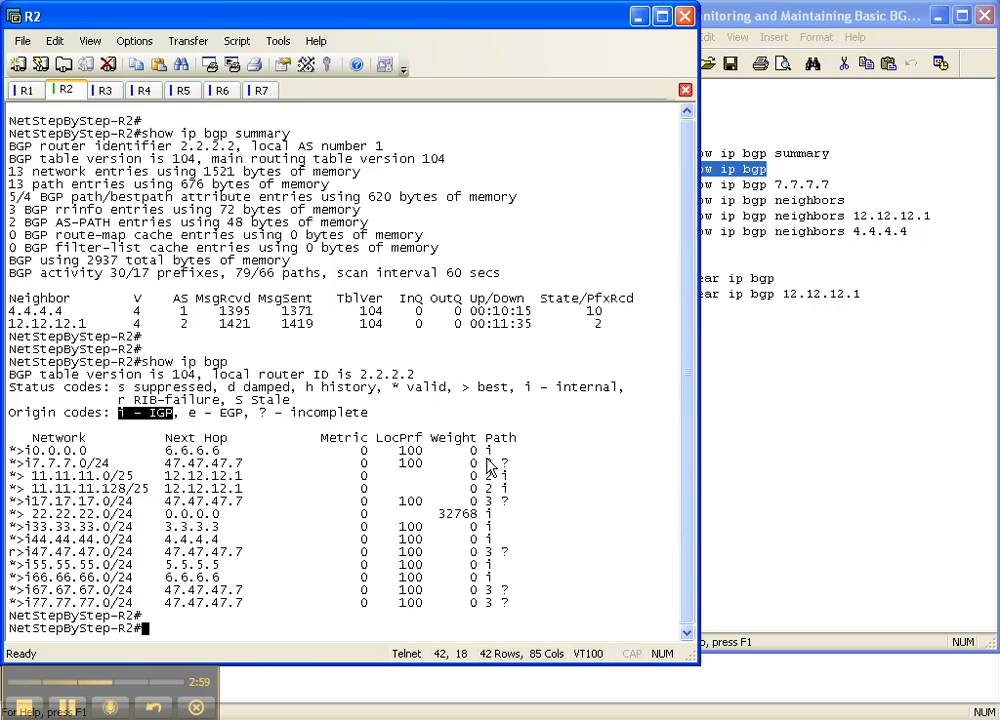 R2
File Edit View Options Transfer Script Tools Help
R1 R2 R3 R4 R5 R6 R7
NetStepByStep-R2#
NetStepByStep-R2#show ip bgp summary
BGP router identifier 2.2.2.2, local AS number 1
BGP table version is 104, main routing table version 104
13 network entries using 1521 bytes of memory
13 path entries using 676 bytes of memory
5/4 BGP path/bestpath attribute entries using 620 bytes of memory
3 BGP rrinfo entries using 72 bytes of memory
2 BGP AS-PATH entries using 48 bytes of memory
0 BGP route-map cache entries using 0 bytes of memory
0 BGP filter-list cache entries using 0 bytes of memory
BGP using 2937 total bytes of memory
BGP activity 30/17 prefixes, 79/66 paths, scan interval 60 secs
Neighbor V AS MsgRcvd MsgSent TblVer InQ OutQ Up/Down State/PfxRcd
4.4.4.4 4 1 1395 1371 104 0 0 00:10:15 10
12.12.12.1 4 2 1421 1419 104 0 0 00:11:35 2
NetStepByStep-R2#
NetStepByStep-R2#
NetStepByStep-R2#show ip bgp
BGP table version is 104, local router ID is 2.2.2.2
Status codes: s suppressed, d damped, h history, * valid, > best, i - internal,
r RIB-failure, S Stale
Origin codes: i - IGP, e - EGP, ? - incomplete
Network Next Hop Metric LocPrf Weight Path
*>i0.0.0.0 6.6.6.6 0 100 0 i
*>i7.7.7.0/24 47.47.47.7 0 100 0 ?
*> 11.11.11.0/25 12.12.12.1 0 0 2 i
*> 11.11.11.128/25 12.12.12.1 0 0 2 i
*>i17.17.17.0/24 47.47.47.7 0 100 0 3 ?
*> 22.22.22.0/24 0.0.0.0 0 32768 i
*>i33.33.33.0/24 3.3.3.3 0 100 0 i
*>i44.44.44.0/24 4.4.4.4 0 100 0 i
r>i47.47.47.0/24 47.47.47.7 0 100 0 3 ?
*>i55.55.55.0/24 5.5.5.5 0 100 0 i
*>i66.66.66.0/24 6.6.6.6 0 100 0 i
*>i67.67.67.0/24 47.47.47.7 0 100 0 3 ?
*>i77.77.77.0/24 47.47.47.7 0 100 0 3 ?
NetStepByStep-R2#
NetStepByStep-R2#
Ready Telnet 42, 18 42 Rows, 85 Cols VT100 CAP NUM
nitoring and Maintaining Basic BG...
dit View Insert Format Help
ow ip bgp summary
ow ip bgp
ow ip bgp 7.7.7.7
ow ip bgp neighbors
ow ip bgp neighbors 12.12.12.1
ow ip bgp neighbors 4.4.4.4
ear ip bgp
ear ip bgp 12.12.12.1
p, press F1 NUM
2:59
For Help, press F1 NUM